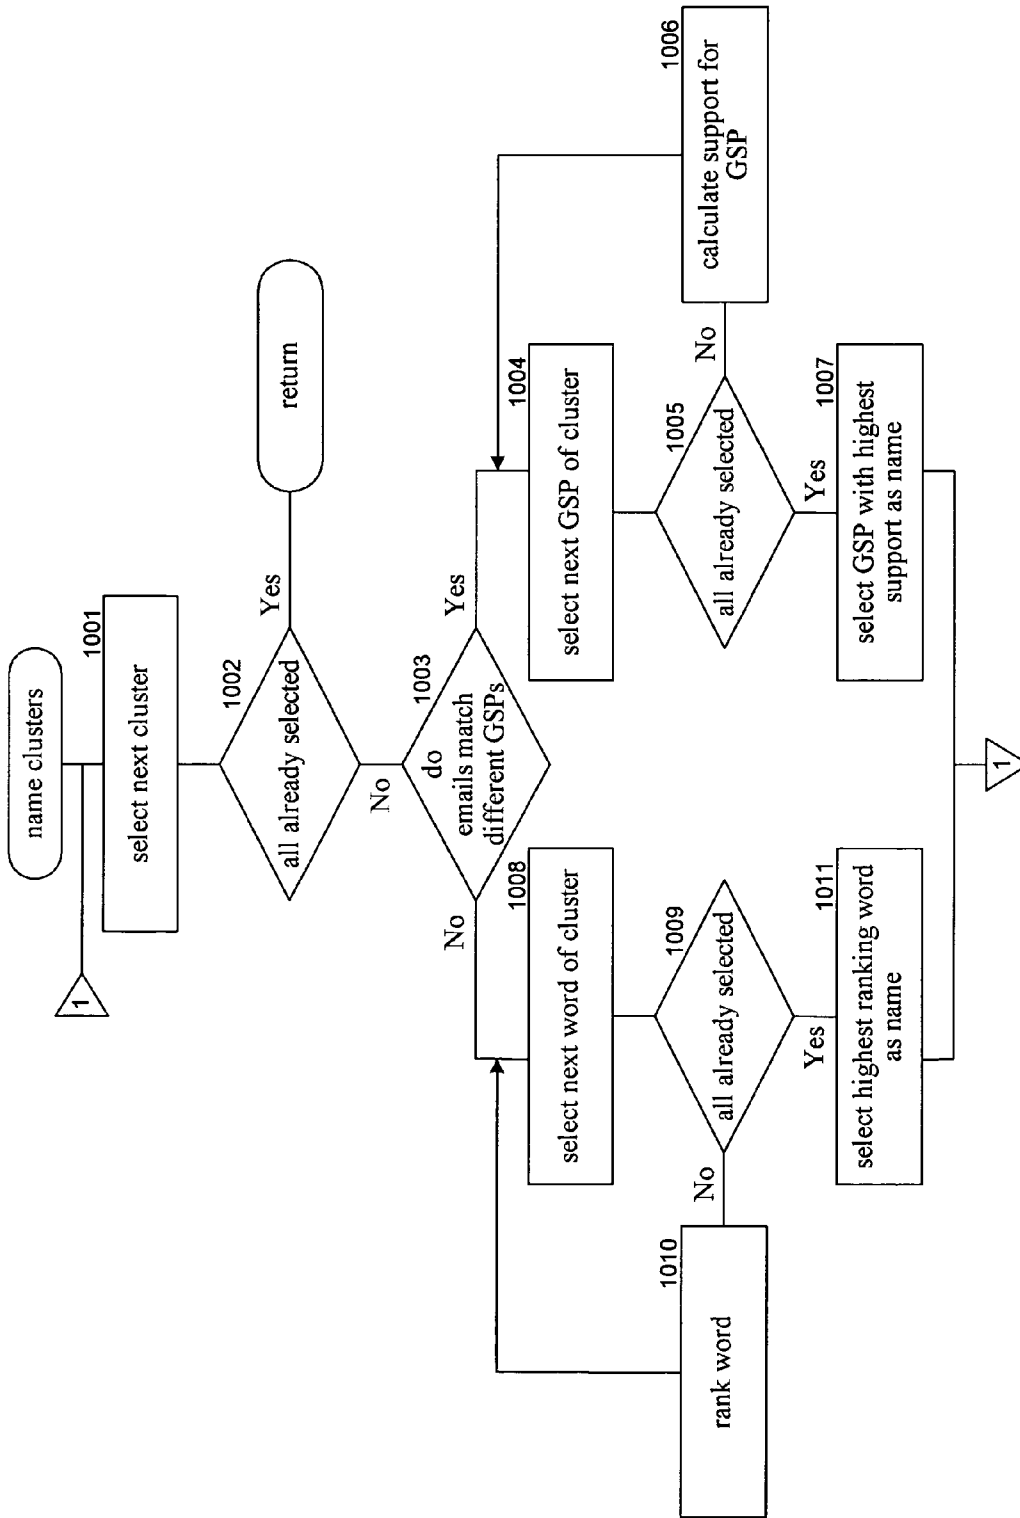 name clusters
1
1001
select next cluster
1002
all already selected
Yes
return
No
1003
do
emails match
different GSPs
Yes
No
1004
select next GSP of cluster
1005
all already selected
No
1006
calculate support for
GSP
Yes
1007
select GSP with highest
support as name
1008
select next word of cluster
1009
all already selected
No
1010
rank word
Yes
1011
select highest ranking word
as name
1